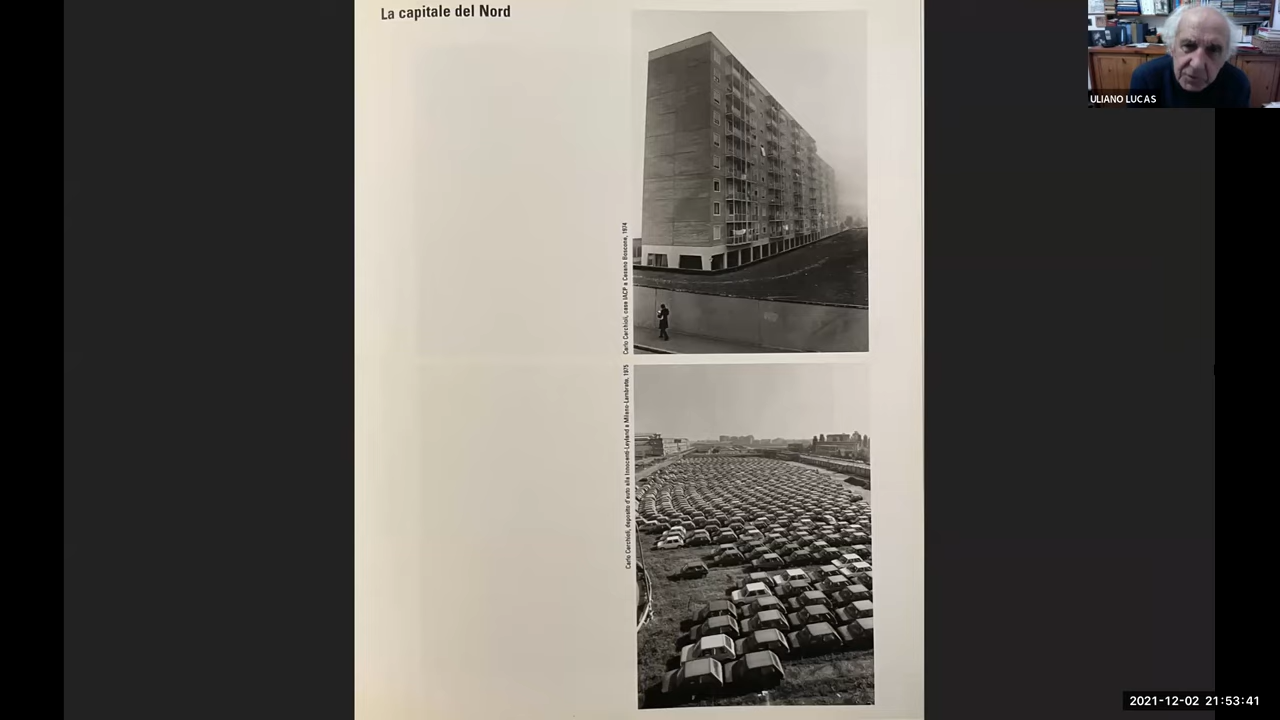 La capitale del Nord
Carlo Cerchioli, case IACP a Cesano Boscone, 1974
Carlo Cerchioli, deposito d'auto alla Innocenti-Leyland a Milano-Lambrate, 1975
ULIANO LUCAS
2021-12-02 21:53:41